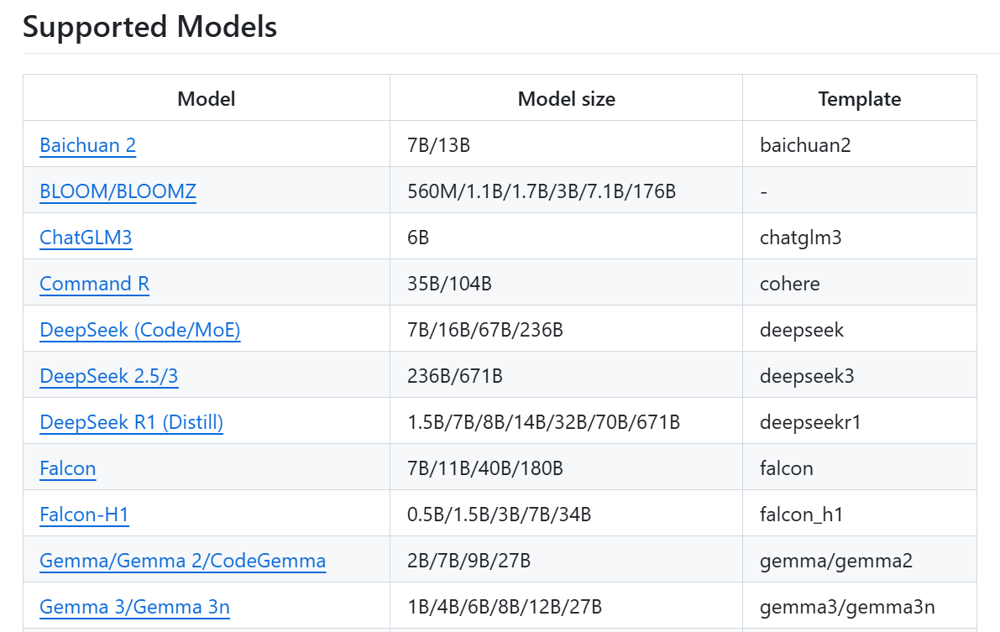 Supported Models
Model Model size Template
Baichuan 2 7B/13B baichuan2
BLOOM/BLOOMZ 560M/1.1B/1.7B/3B/7.1B/176B -
ChatGLM3 6B chatglm3
Command R 35B/104B cohere
DeepSeek (Code/MoE) 7B/16B/67B/236B deepseek
DeepSeek 2.5/3 236B/671B deepseek3
DeepSeek R1 (Distill) 1.5B/7B/8B/14B/32B/70B/671B deepseekr1
Falcon 7B/11B/40B/180B falcon
Falcon-H1 0.5B/1.5B/3B/7B/34B falcon_h1
Gemma/Gemma 2/CodeGemma 2B/7B/9B/27B gemma/gemma2
Gemma 3/Gemma 3n 1B/4B/6B/8B/12B/27B gemma3/gemma3n